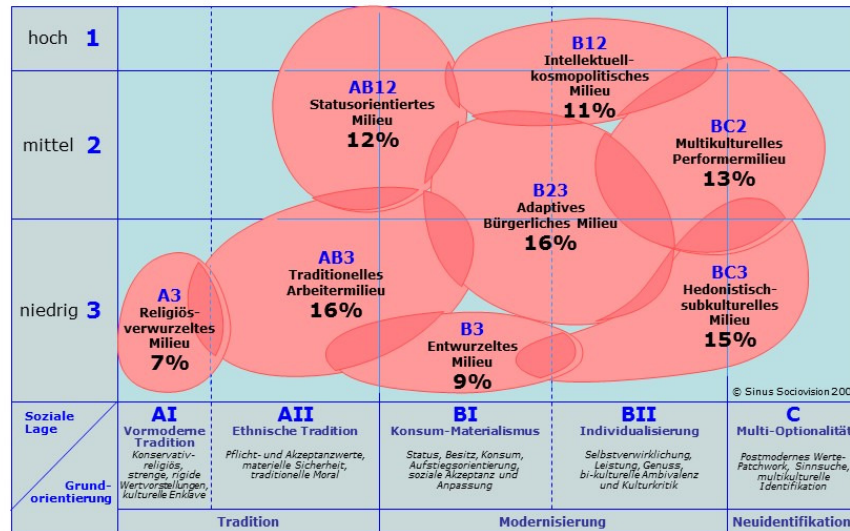 hoch 1
mittel 2
niedrig 3
B12
Intellektuell-
kosmopolitisches
Milieu
11%
AB12
Statusorientiertes
Milieu
12%
BC2
Multikulturelles
Performermilieu
13%
B23
Adaptives
Bürgerliches Milieu
16%
AB3
Traditionelles
Arbeitermilieu
16%
BC3
Hedonistisch-
subkulturelles
Milieu
15%
A3
Religiös-
verwurzeltes
Milieu
7%
B3
Entwurzeltes
Milieu
9%
© Sinus Sociovision 200
Soziale
Lage
Grund-
orientierung
AI
Vormoderne
Tradition
Konservativ-
religiös,
strenge, rigide
Wertvorstellungen,
kulturelle Enklave
AII
Ethnische Tradition
Pflicht- und Akzeptanzwerte,
materielle Sicherheit,
traditionelle Moral
BI
Konsum-Materialismus
Status, Besitz, Konsum,
Aufstiegsorientierung,
soziale Akzeptanz und
Anpassung
BII
Individualisierung
Selbstverwirklichung,
Leistung, Genuss,
bi-kulturelle Ambivalenz
und Kulturkritik
C
Multi-Optionalität
Postmodernes Werte-
Patchwork, Sinnsuche,
multikulturelle
Identifikation
Tradition
Modernisierung
Neuidentifikation